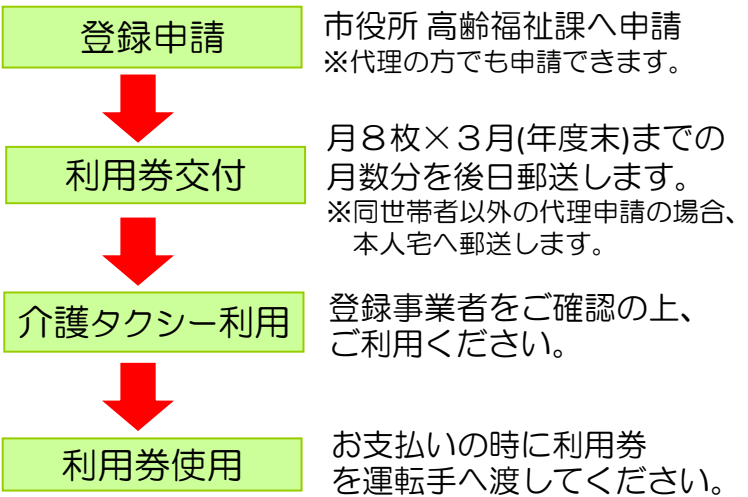 登録申請
市役所 高齢福祉課へ申請
※代理の方でも申請できます。
利用券交付
月８枚×３月(年度末)までの
月数分を後日郵送します。
※同世帯者以外の代理申請の場合、
本人宅へ郵送します。
介護タクシー利用
登録事業者をご確認の上、
ご利用ください。
利用券使用
お支払いの時に利用券
を運転手へ渡してください。